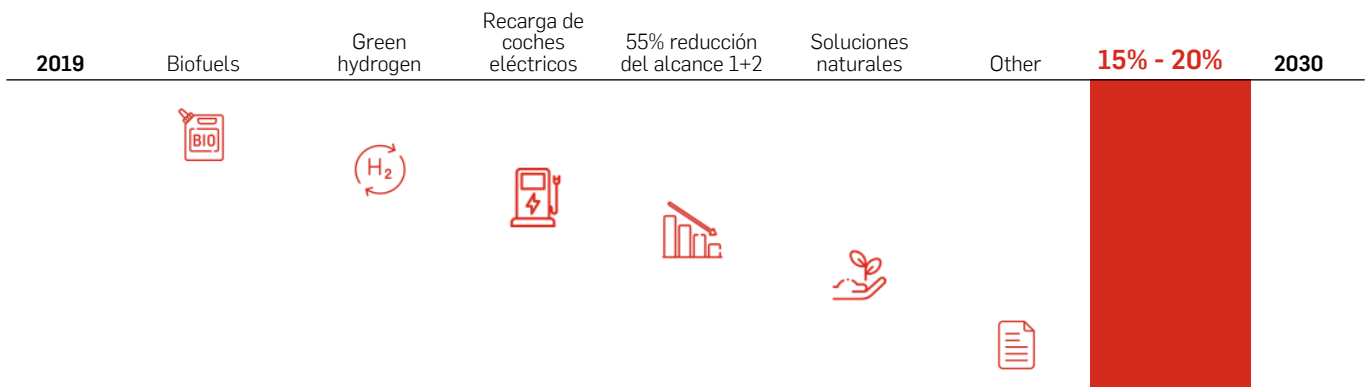 2019
Biofuels
Green
hydrogen
Recarga de
coches
eléctricos
55% reducción
del alcance 1+2
Soluciones
naturales
Other
15% - 20%
2030
BIO
H₂